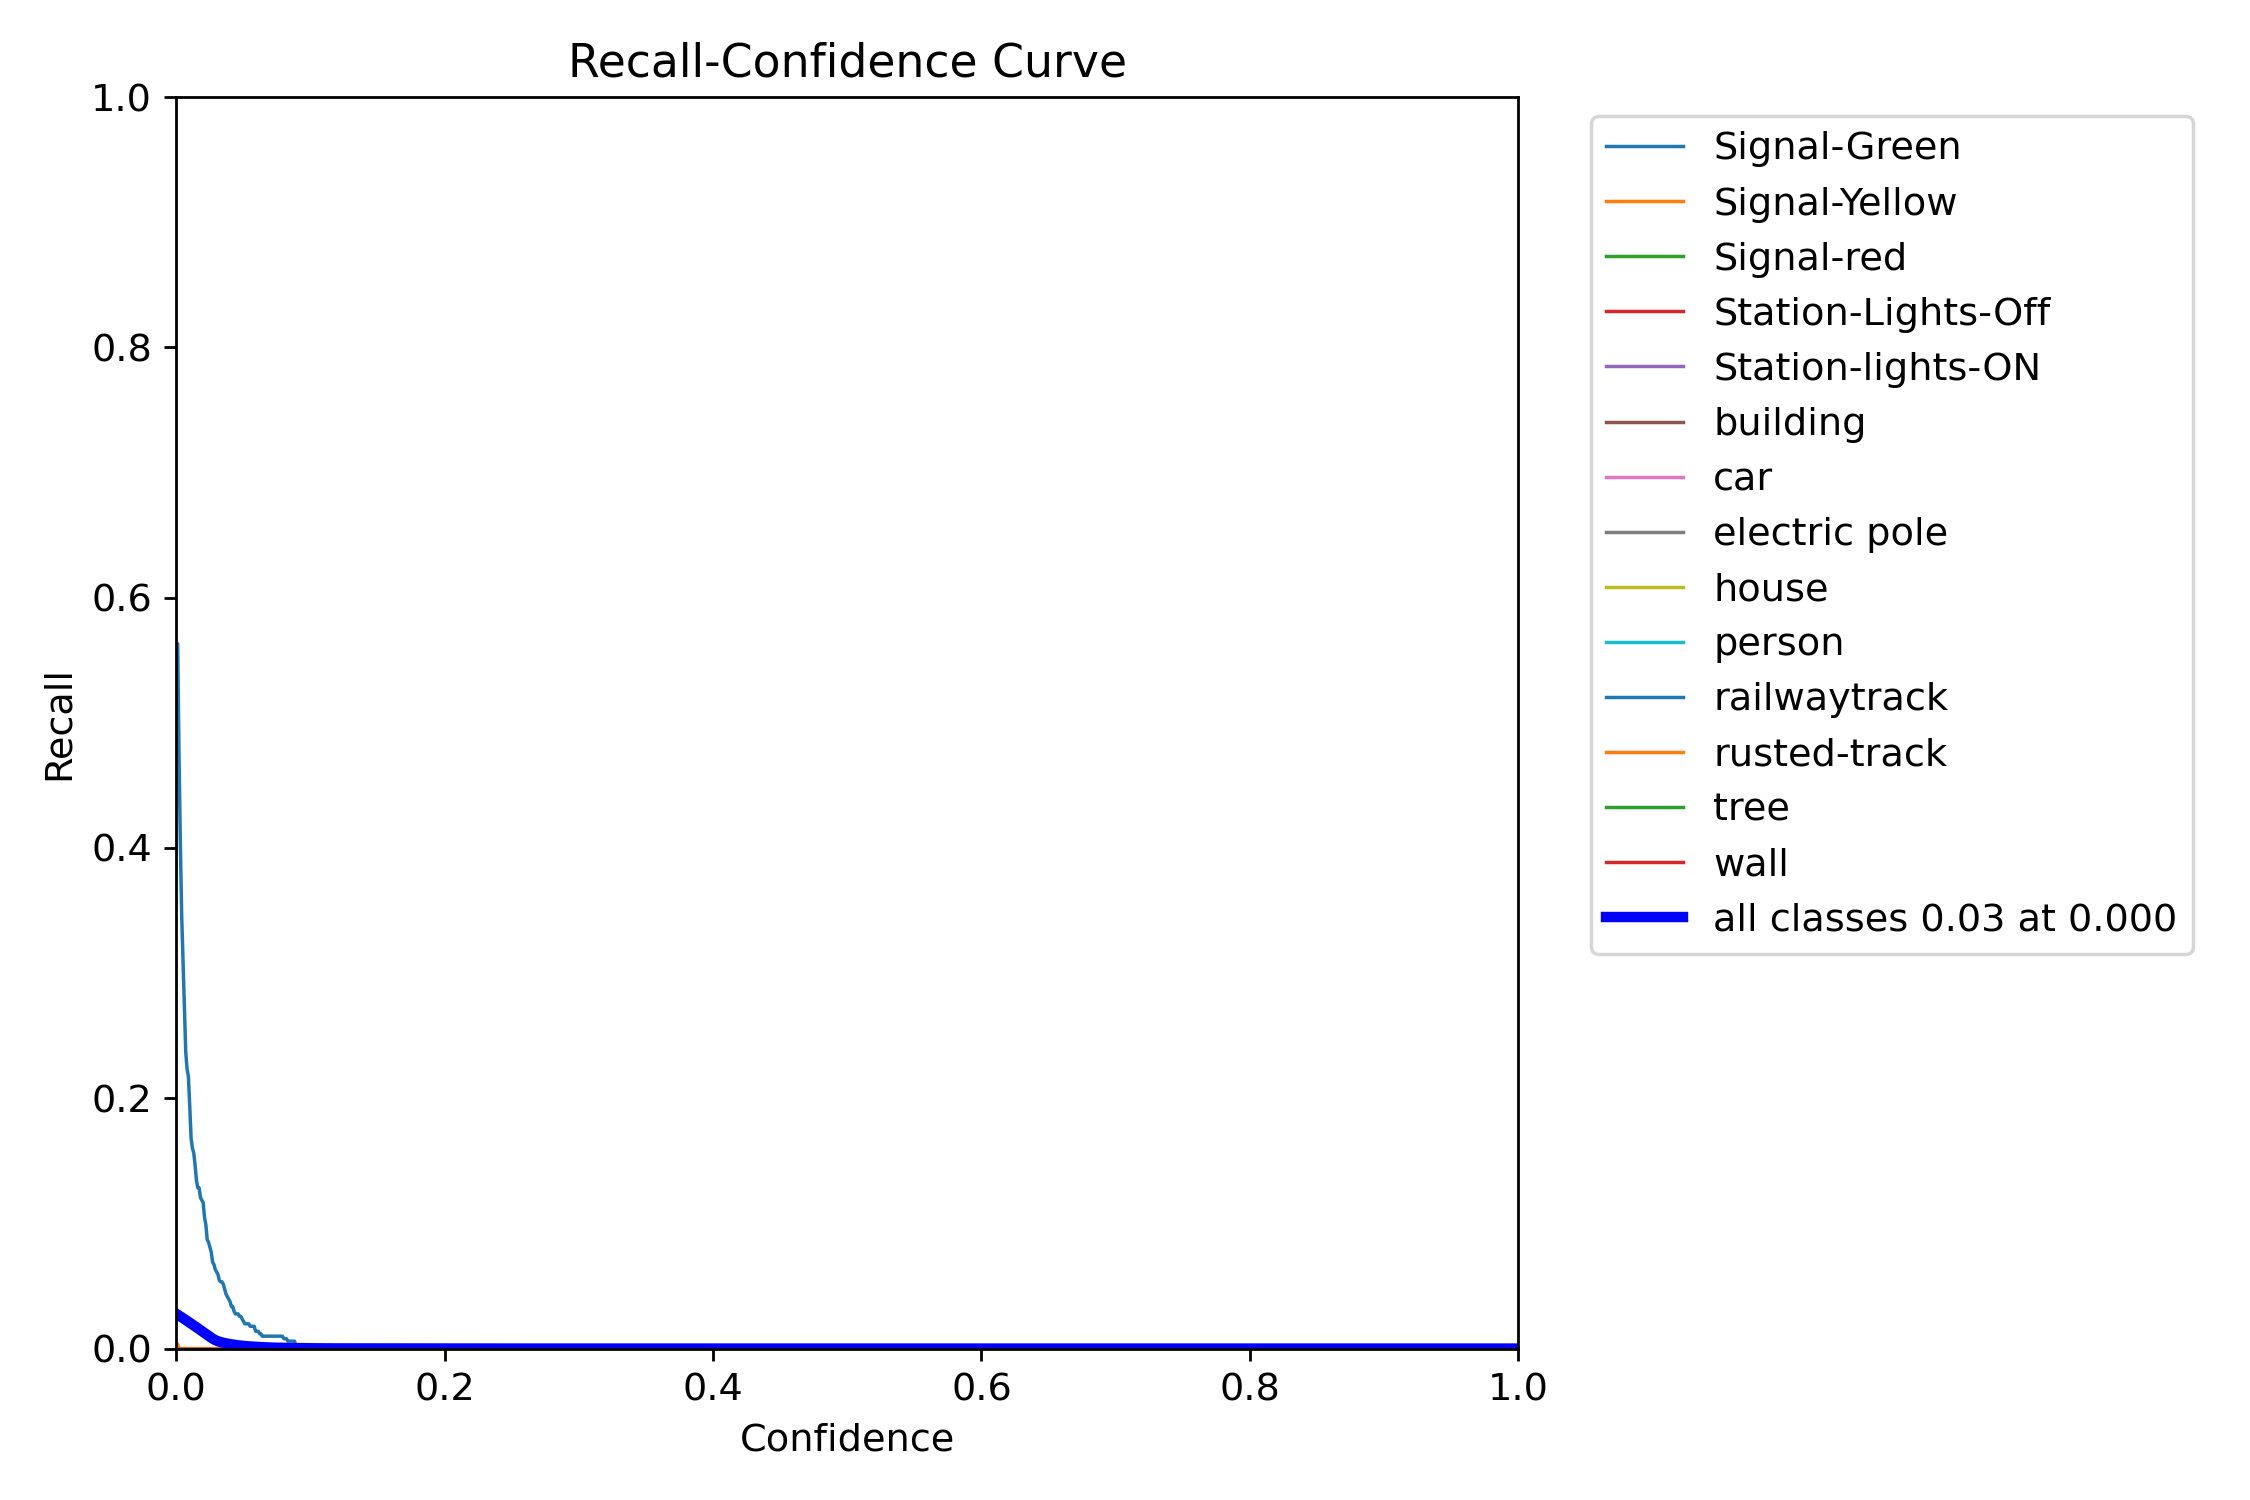 Recall-Confidence Curve
1.0
0.8
0.6
0.4
0.2
0.0
Recall
0.0 0.2 0.4 0.6 0.8 1.0
Confidence
Signal-Green
Signal-Yellow
Signal-red
Station-Lights-Off
Station-lights-ON
building
car
electric pole
house
person
railwaytrack
rusted-track
tree
wall
all classes 0.03 at 0.000